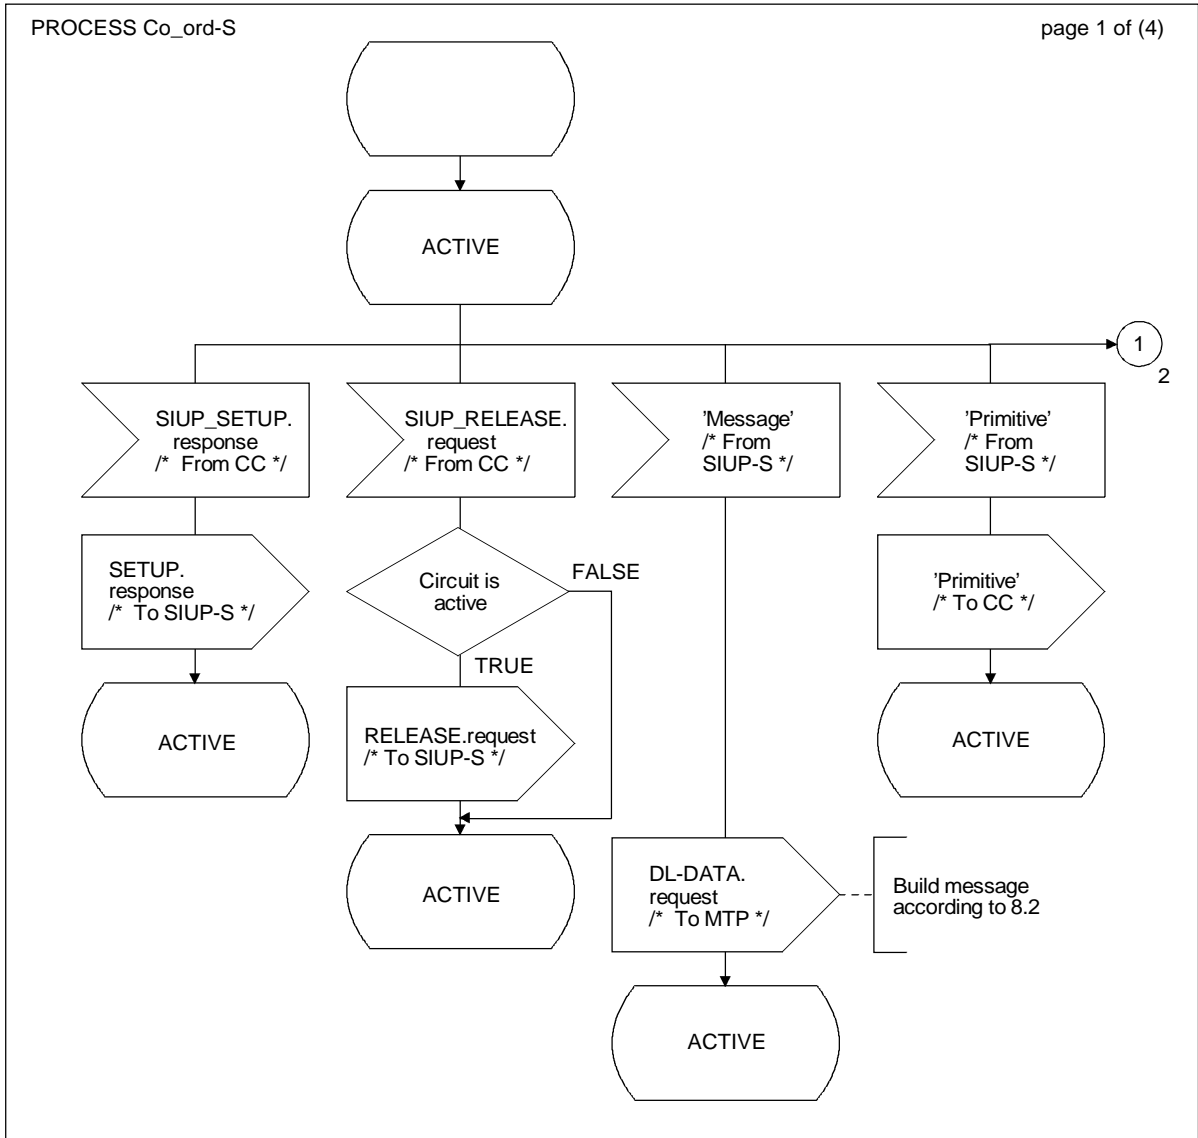 PROCESS Co_ord-S
page 1 of (4)
ACTIVE
1
2
SIUP_SETUP.
response
/* From CC */
SIUP_RELEASE.
request
/* From CC */
'Message'
/* From
SIUP-S */
'Primitive'
/* From
SIUP-S */
SETUP.
response
/* To SIUP-S */
Circuit is
active
FALSE
TRUE
'Primitive'
/* To CC */
ACTIVE
RELEASE.request
/* To SIUP-S */
ACTIVE
ACTIVE
DL-DATA.
request
/* To MTP */
Build message
according to 8.2
ACTIVE